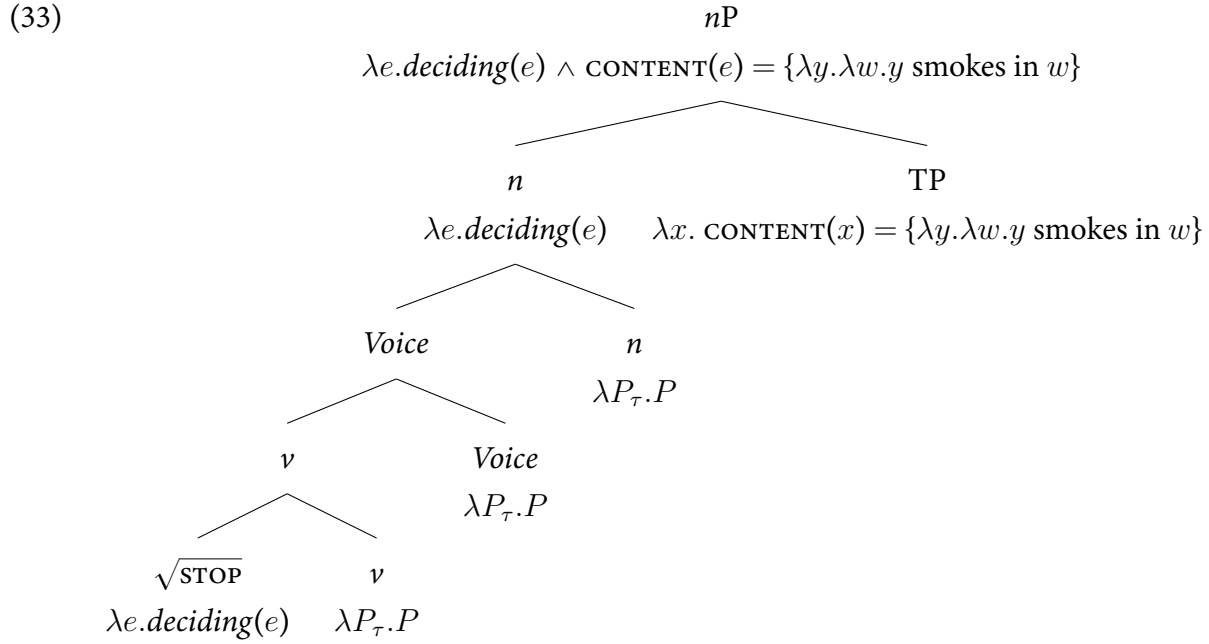 (33) nP
λe.deciding(e) ∧ CONTENT(e) = {λy.λw.y smokes in w}
n TP
λe.deciding(e) λx. CONTENT(x) = {λy.λw.y smokes in w}
Voice n
λP_τ.P
v Voice
λP_τ.P
√STOP v
λe.deciding(e) λP_τ.P